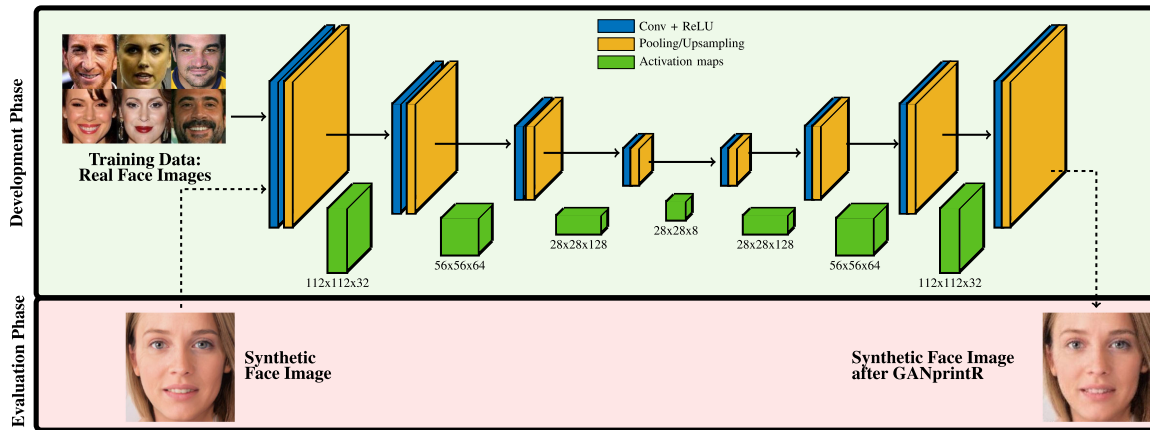 Development Phase
Conv + ReLU
Pooling/Upsampling
Activation maps
Training Data:
Real Face Images
112x112x32
56x56x64
28x28x128
28x28x8
28x28x128
56x56x64
112x112x32
Evaluation Phase
Synthetic
Face Image
Synthetic Face Image
after GANprintR